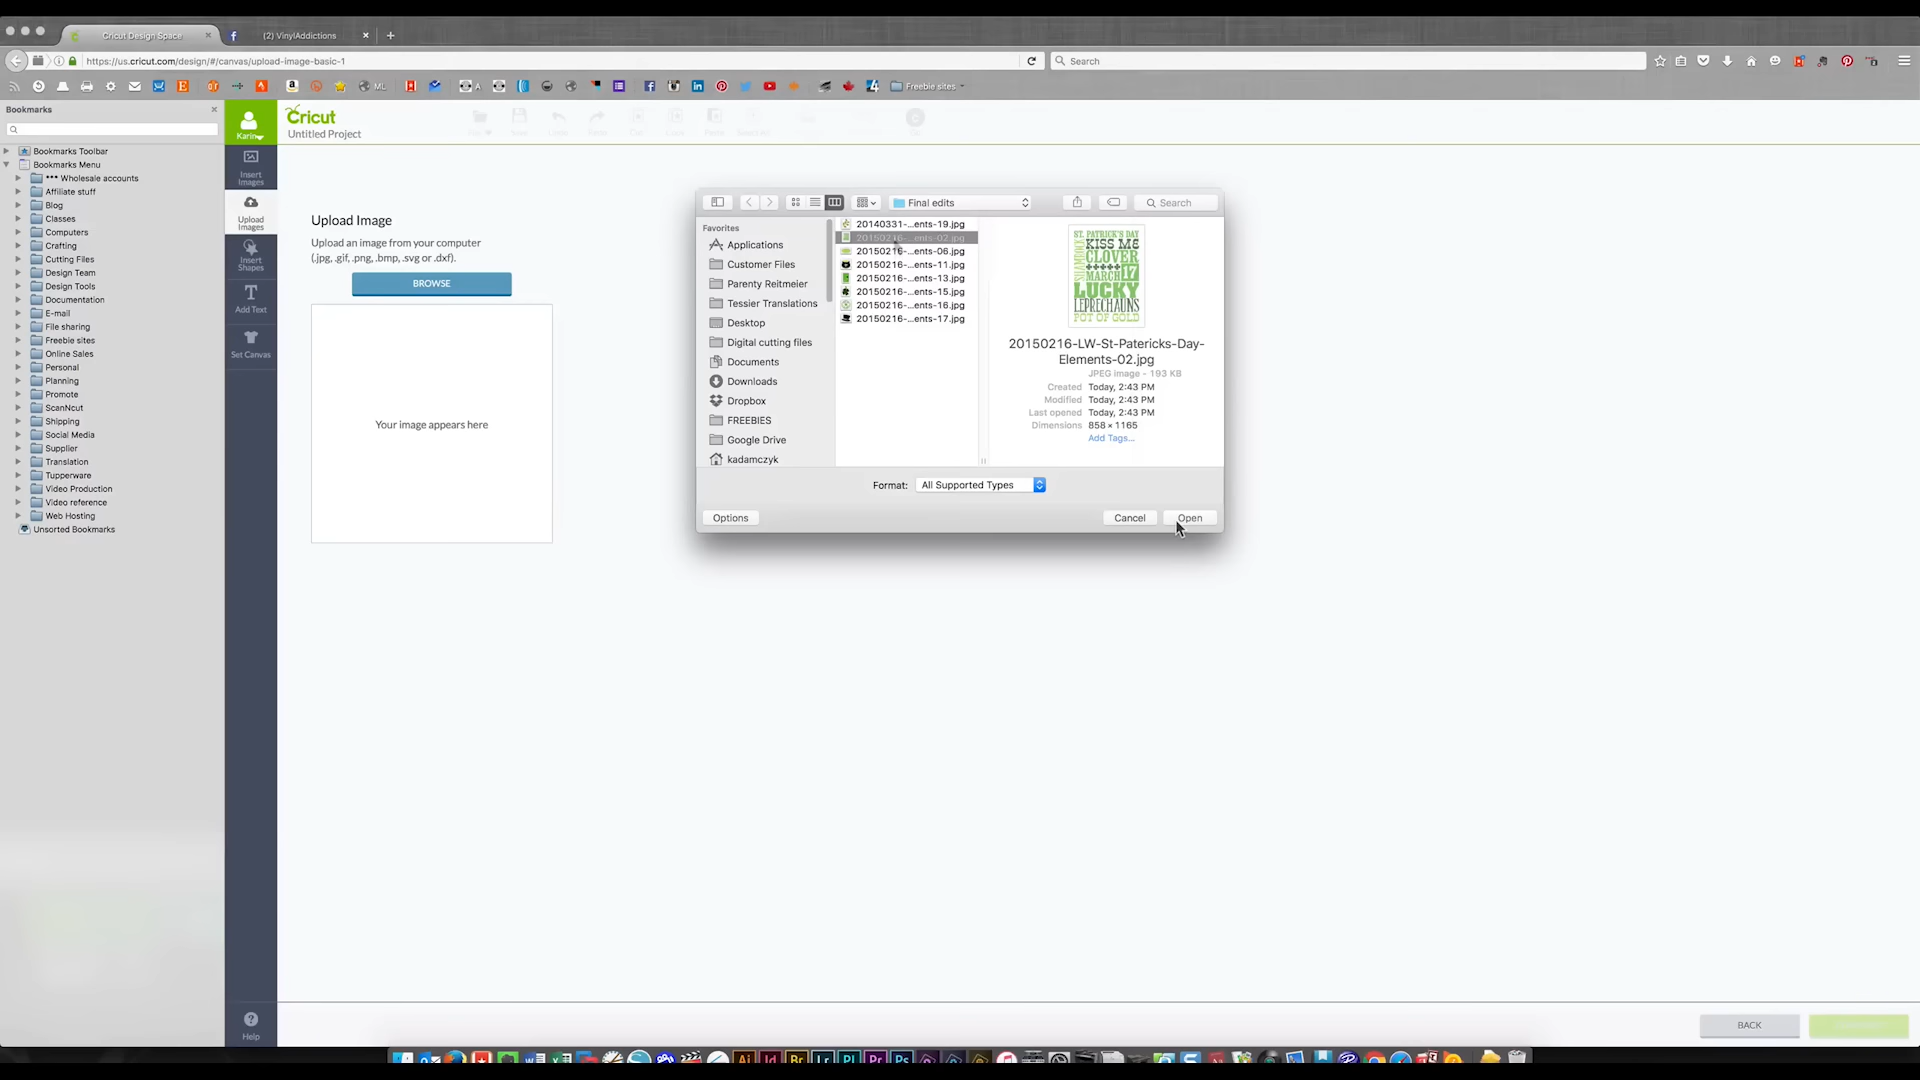 Cricut Design Space
(2) VinylAddictions
https://us.cricut.com/design/#/canvas/upload-image-basic-1
Search
ML
Freebie sites
Bookmarks
Bookmarks Toolbar
Bookmarks Menu
*** Wholesale accounts
Affiliate stuff
Blog
Classes
Computers
Crafting
Cutting Files
Design Team
Design Tools
Documentation
E-mail
File sharing
Freebie sites
Online Sales
Personal
Planning
Promote
ScanNcut
Shipping
Social Media
Supplier
Translation
Tupperware
Video Production
Video reference
Web Hosting
Unsorted Bookmarks
Karin
Insert
Images
Upload
Images
Insert
Shapes
Add Text
Set Canvas
Help
Cricut
Untitled Project
Upload Image
Upload an image from your computer
(.jpg, .gif, .png, .bmp, .svg or .dxf).
BROWSE
Your image appears here
Final edits
Search
Favorites
Applications
Customer Files
Parenty Reitmeier
Tessier Translations
Desktop
Digital cutting files
Documents
Downloads
Dropbox
FREEBIES
Google Drive
kadamczyk
20140331-...ents-19.jpg
20150216-...ents-02.jpg
20150216-...ents-06.jpg
20150216-...ents-11.jpg
20150216-...ents-13.jpg
20150216-...ents-15.jpg
20150216-...ents-16.jpg
20150216-...ents-17.jpg
ST. PATRICK'S DAY
SHAMROCK
KISS ME
CLOVER
MARCH 17
LUCKY
LEPRECHAUNS
POT OF GOLD
20150216-LW-St-Patericks-Day-
Elements-02.jpg
JPEG image - 193 KB
Created Today, 2:43 PM
Modified Today, 2:43 PM
Last opened Today, 2:43 PM
Dimensions 858 × 1165
Add Tags...
Format: All Supported Types
Options
Cancel
Open
BACK
Ai
Id
Br
Lr
Pl
Pr
Ps